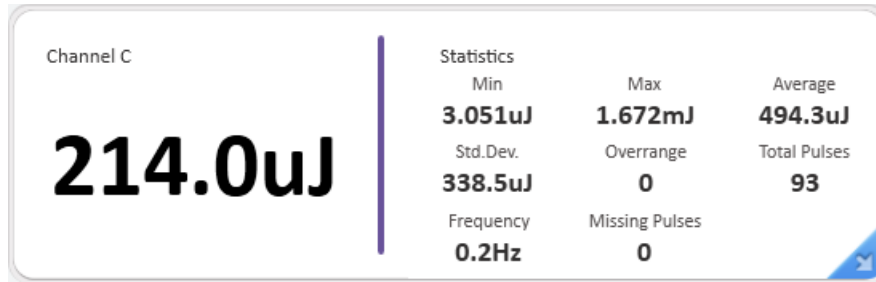 Channel C
214.0uJ
Statistics
Min Max Average
3.051uJ 1.672mJ 494.3uJ
Std.Dev. Overrange Total Pulses
338.5uJ 0 93
Frequency Missing Pulses
0.2Hz 0